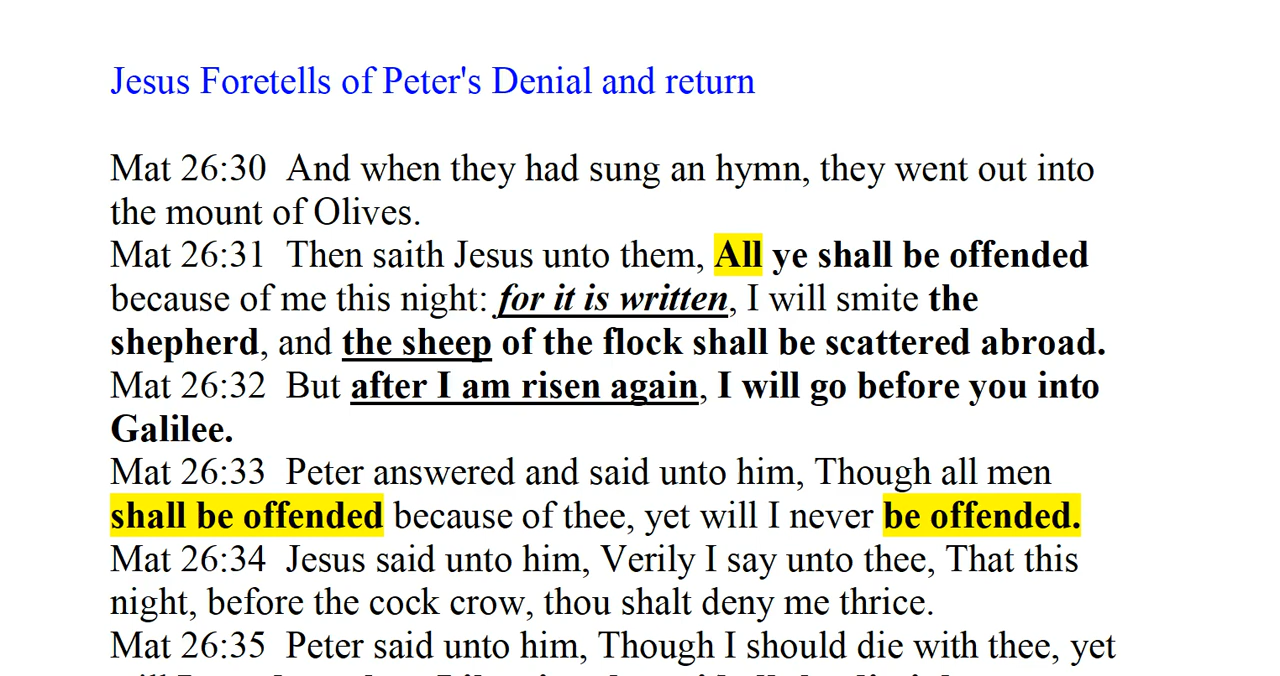 Jesus Foretells of Peter's Denial and return
Mat 26:30  And when they had sung an hymn, they went out into
the mount of Olives.
Mat 26:31  Then saith Jesus unto them, All ye shall be offended
because of me this night: for it is written, I will smite the
shepherd, and the sheep of the flock shall be scattered abroad.
Mat 26:32  But after I am risen again, I will go before you into
Galilee.
Mat 26:33  Peter answered and said unto him, Though all men
shall be offended because of thee, yet will I never be offended.
Mat 26:34  Jesus said unto him, Verily I say unto thee, That this
night, before the cock crow, thou shalt deny me thrice.
Mat 26:35  Peter said unto him, Though I should die with thee, yet